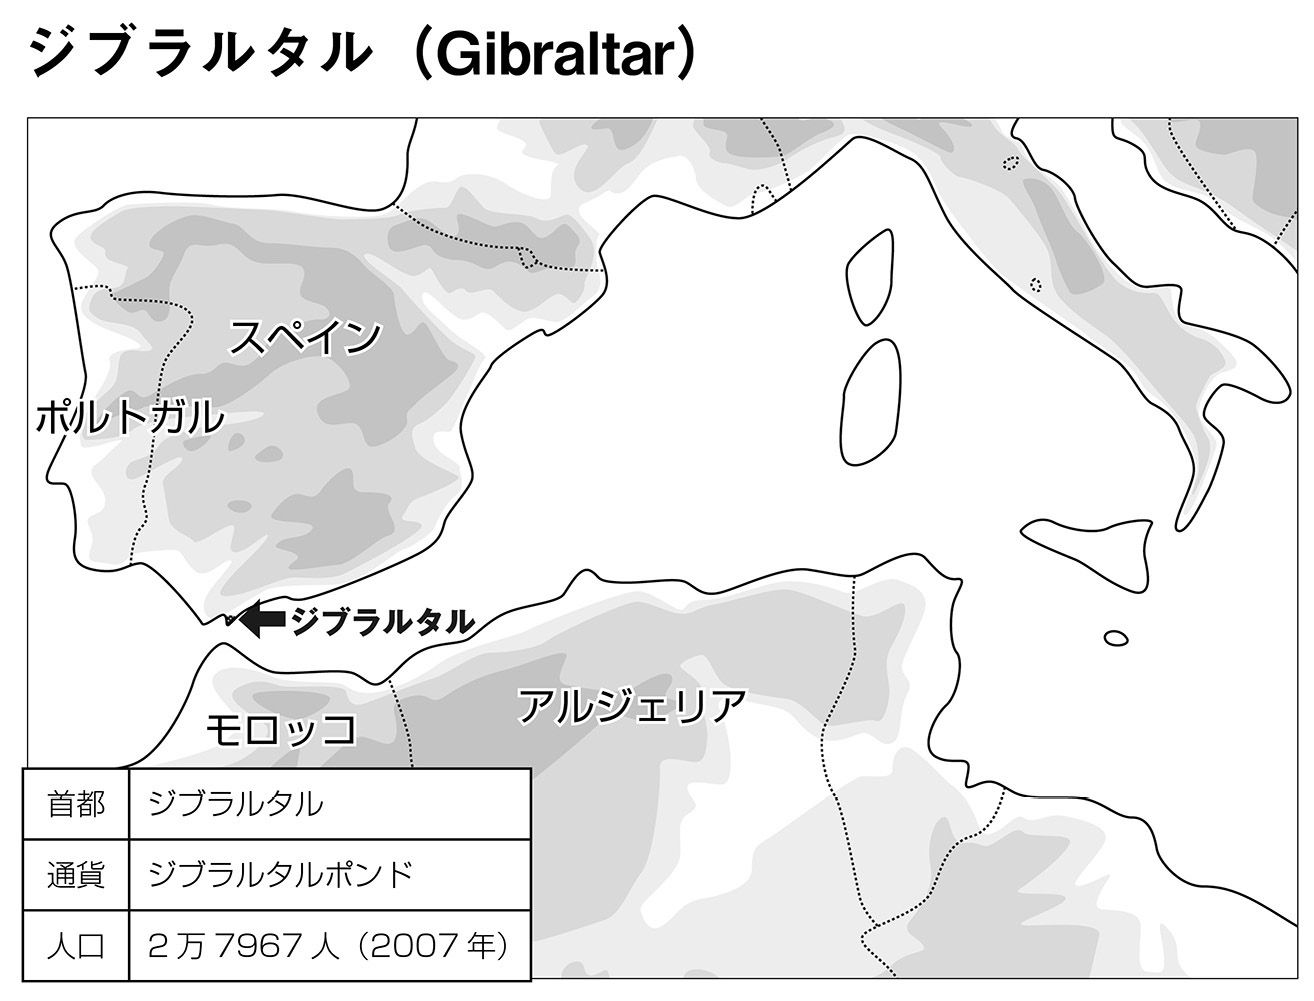 ジブラルタル（Gibraltar）
スペイン
ポルトガル
ジブラルタル
アルジェリア
モロッコ
首都 ジブラルタル
通貨 ジブラルタルポンド
人口 2万7967人（2007年）